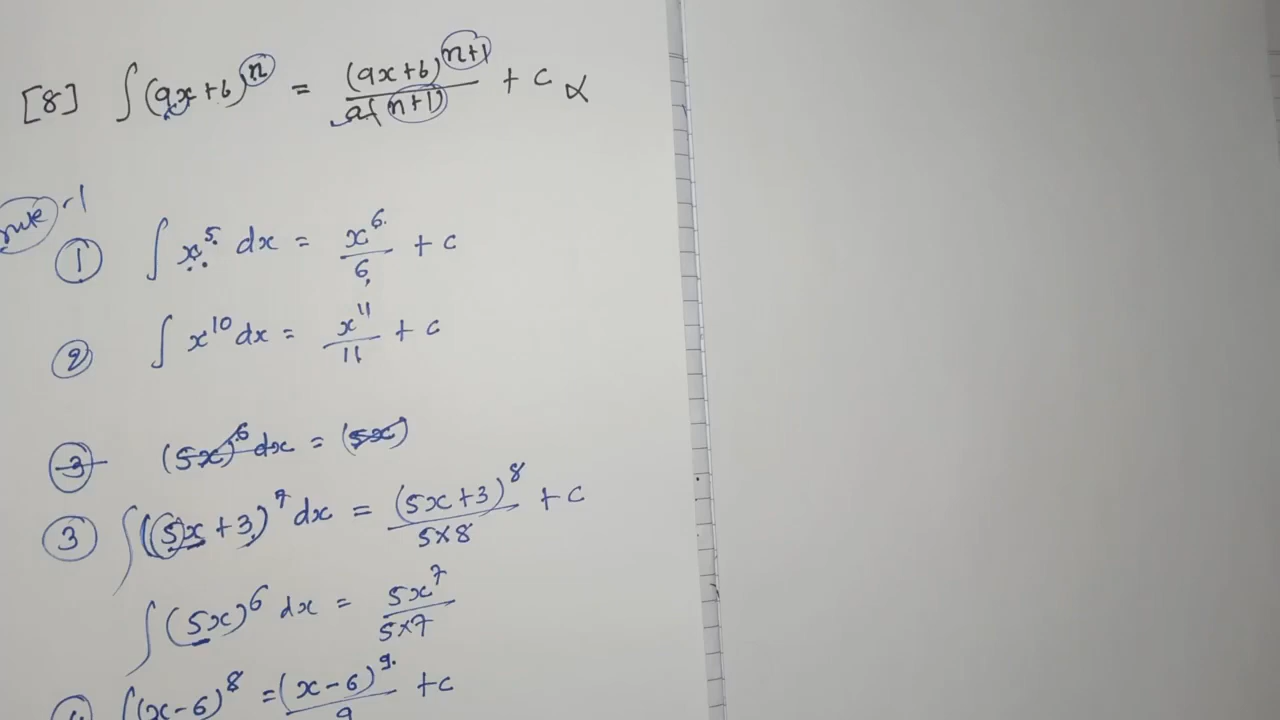 [8] ∫(ax+b)^n = (ax+b)^(n+1) / a(n+1) + c
rule -1
① ∫ x^5 dx = x^6 / 6 + c
② ∫ x^10 dx = x^11 / 11 + c
3 (5x)^6 dx = (5x)
③ ∫(5x+3)^7 dx = (5x+3)^8 / 5×8 + c
∫(5x)^6 dx = 5x^7 / 5×7
④ ∫(x-6)^8 = (x-6)^9 / 9 + c